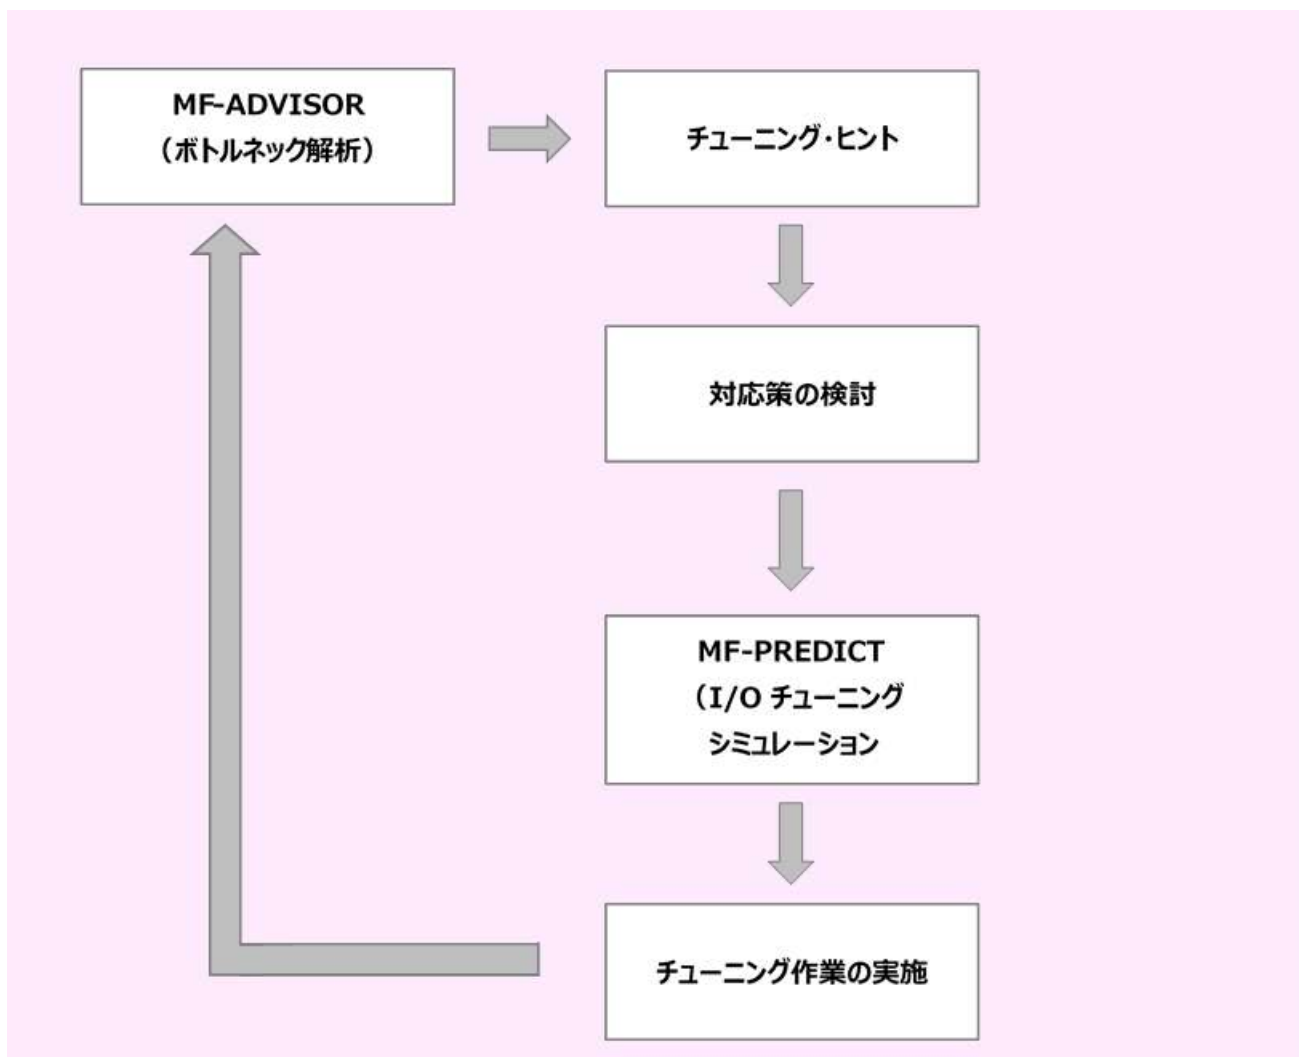 MF-ADVISOR
（ボトルネック解析）
チューニング・ヒント
対応策の検討
MF-PREDICT
（I/O チューニング
シミュレーション
チューニング作業の実施